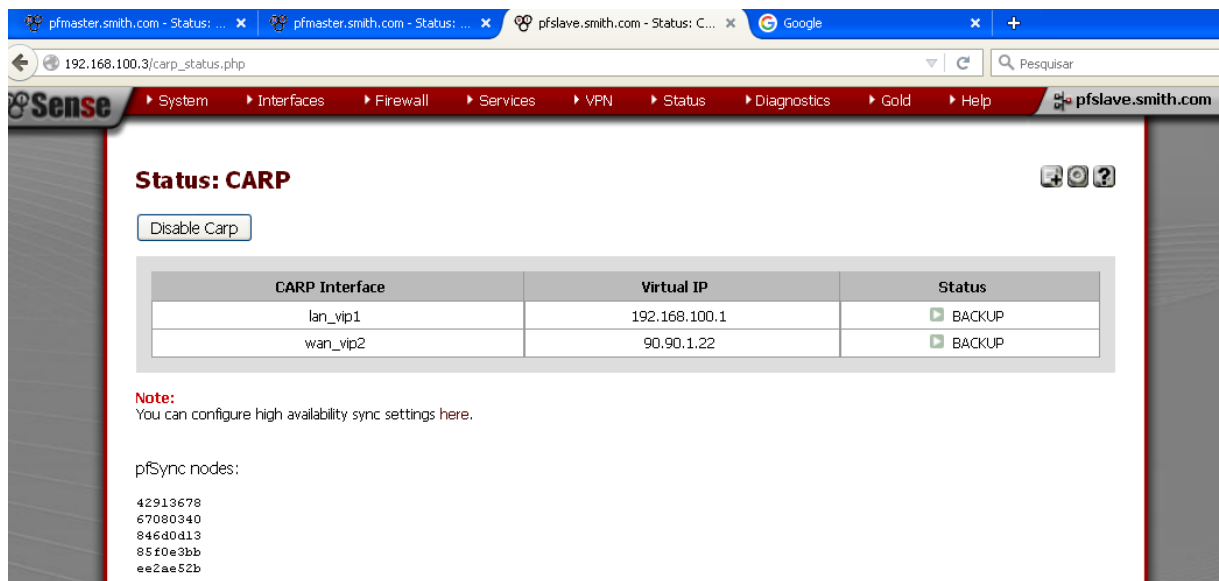 pfmaster.smith.com - Status: ... pfmaster.smith.com - Status: ... pfslave.smith.com - Status: C... Google
192.168.100.3/carp_status.php Pesquisar
Sense System Interfaces Firewall Services VPN Status Diagnostics Gold Help pfslave.smith.com
Status: CARP
Disable Carp
CARP Interface Virtual IP Status
lan_vip1 192.168.100.1 BACKUP
wan_vip2 90.90.1.22 BACKUP
Note:
You can configure high availability sync settings here.
pfSync nodes:
42913678
67080340
846d0d13
85f0e3bb
ee2ae52b